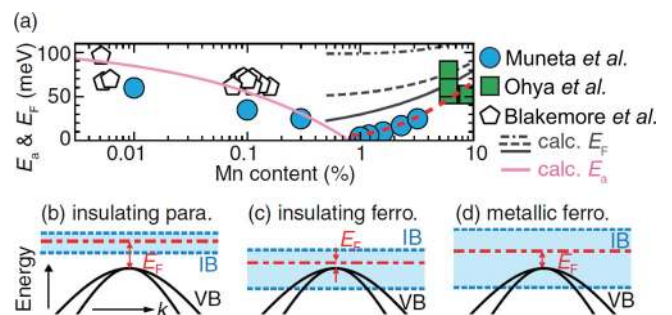 (a)
E_a & E_F (meV)
100
50
0
0.01
0.1
1
10
Mn content (%)
Muneta et al.
Ohya et al.
Blakemore et al.
calc. E_F
calc. E_a
(b) insulating para.
(c) insulating ferro.
(d) metallic ferro.
Energy
E_F
IB
VB
k
E_F
IB
VB
E_F
IB
VB